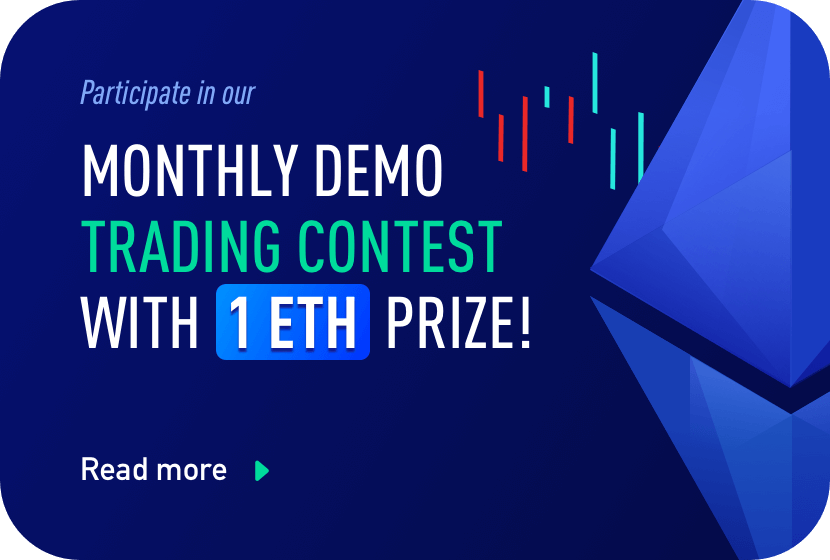 Participate in our
MONTHLY DEMO
TRADING CONTEST
WITH 1 ETH PRIZE!
Read more